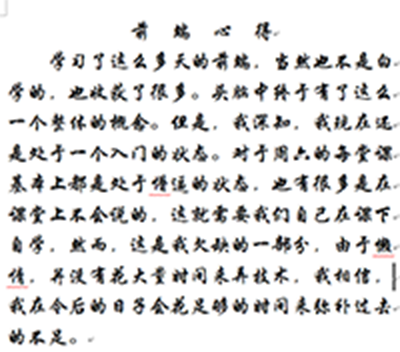 前端心得
学习了这么多天的前端，当然也不是白
学的，也收获了很多。英脑中终于有了这么
一个整体的概念。但是，我深知，我现在还
是处于一个入门的状态。对于周六的每堂课
基本上都是处于懵逼的状态，也有很多是在
课堂上不会说的，这就需要我们自己在课下
自学，然而，这是我欠缺的一部分，由于懒
惰，并没有花大量时间来弄技术，我相信，
我在今后的日子会花足够的时间来弥补过去
的不足。